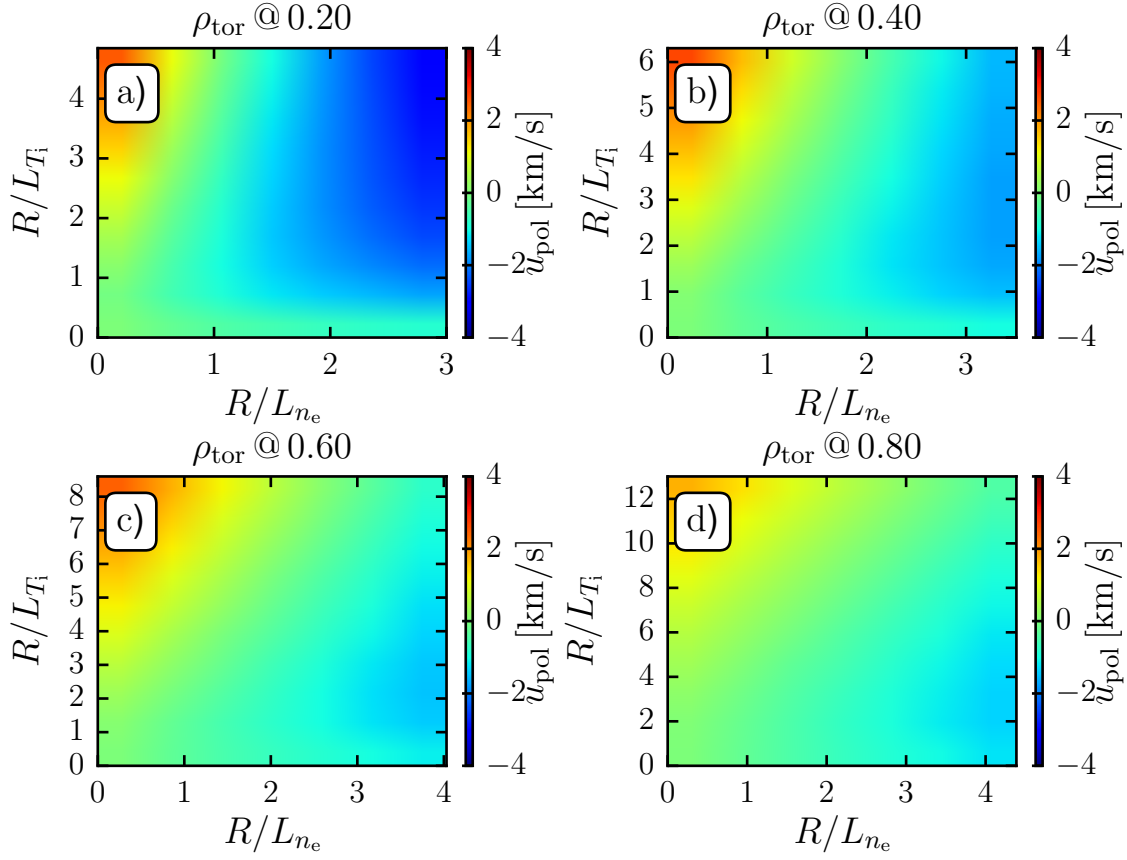 ρtor @ 0.20
a)
4
3
2
1
0
0 1 2 3
R/LTi
R/Lne
4
2
0
−2
−4
upol [km/s]
ρtor @ 0.40
b)
6
5
4
3
2
1
0
0 1 2 3
R/LTi
R/Lne
4
2
0
−2
−4
upol [km/s]
ρtor @ 0.60
c)
8
7
6
5
4
3
2
1
0
0 1 2 3 4
R/LTi
R/Lne
4
2
0
−2
−4
upol [km/s]
ρtor @ 0.80
d)
12
10
8
6
4
2
0
0 1 2 3 4
R/LTi
R/Lne
4
2
0
−2
−4
upol [km/s]